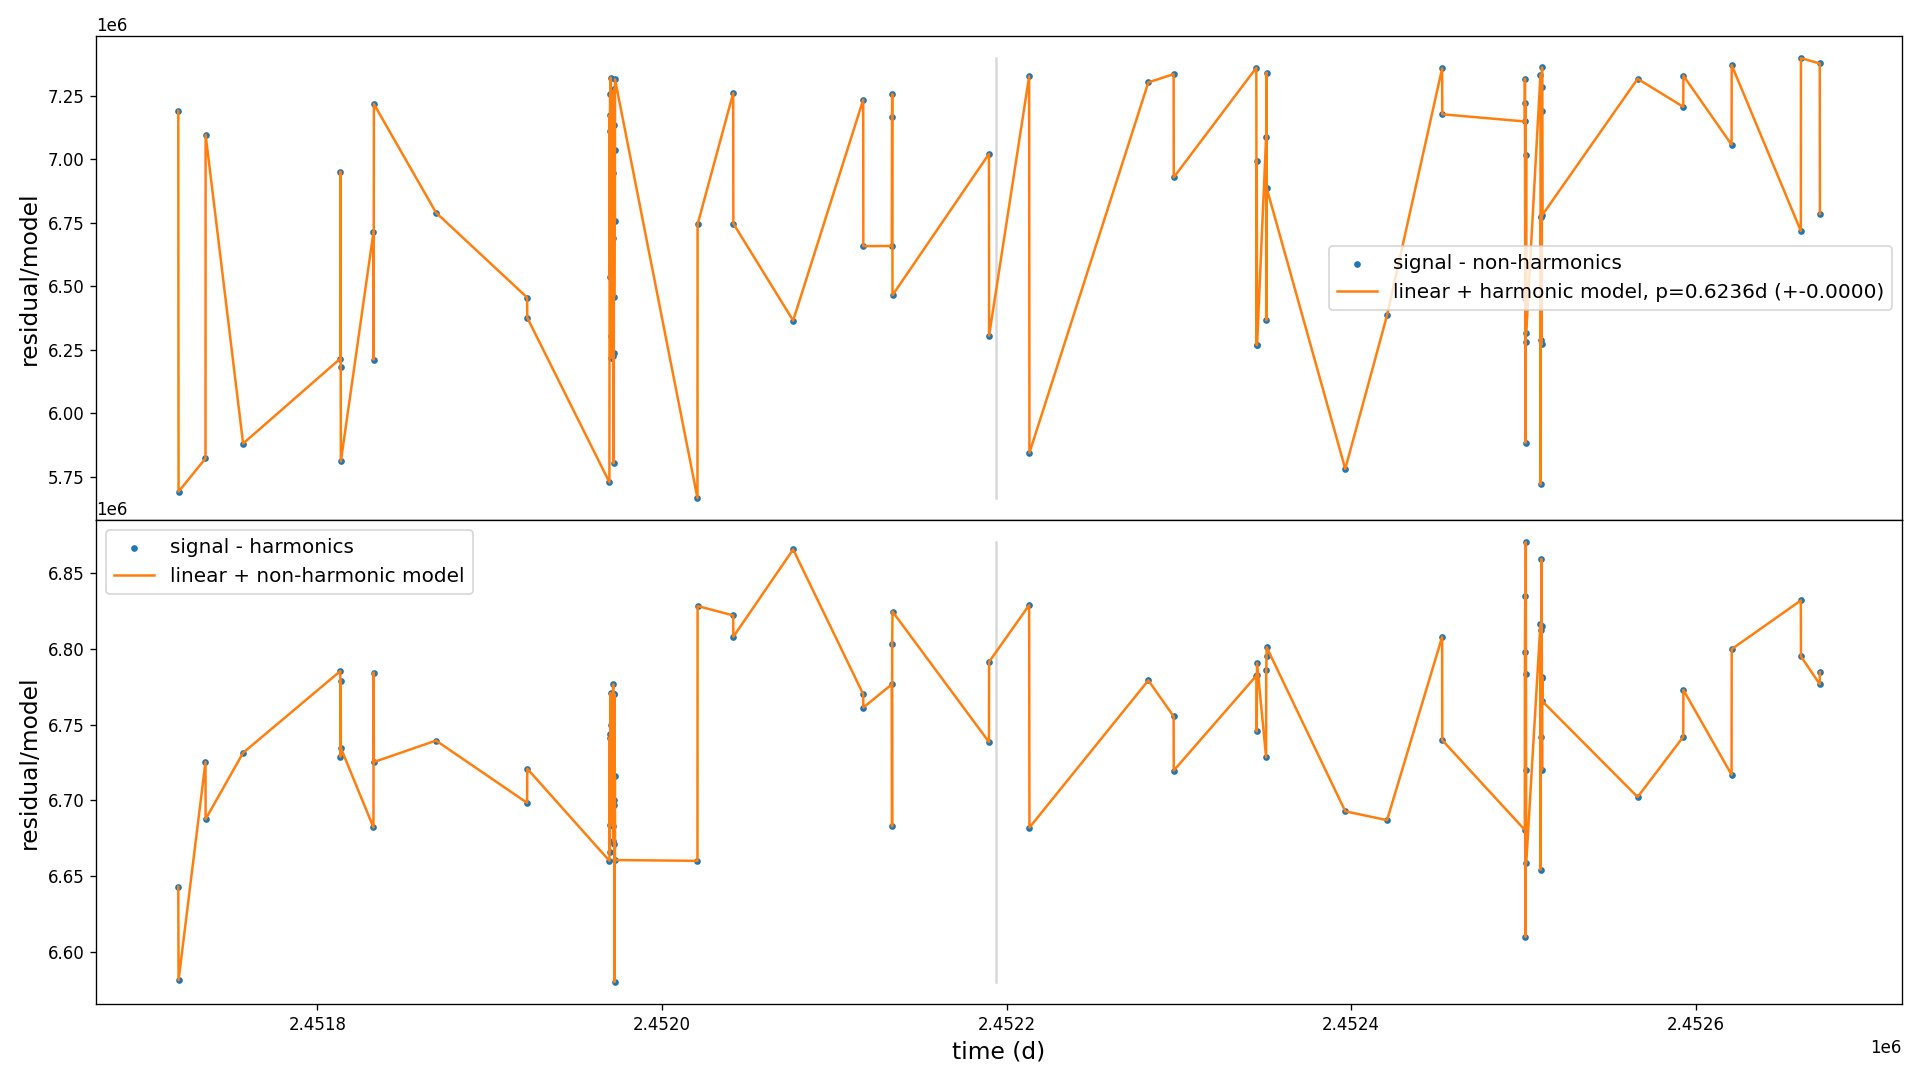 1e6
7.25
7.00
6.75
6.50
6.25
6.00
5.75
residual/model
signal - non-harmonics
linear + harmonic model, p=0.6236d (+-0.0000)
1e6
6.85
6.80
6.75
6.70
6.65
6.60
residual/model
signal - harmonics
linear + non-harmonic model
2.4518
2.4520
2.4522
2.4524
2.4526
time (d)
1e6